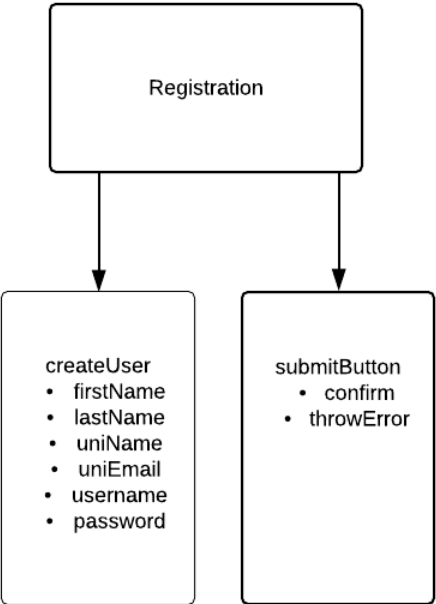 Registration
createUser
• firstName
• lastName
• uniName
• uniEmail
• username
• password
submitButton
• confirm
• throwError